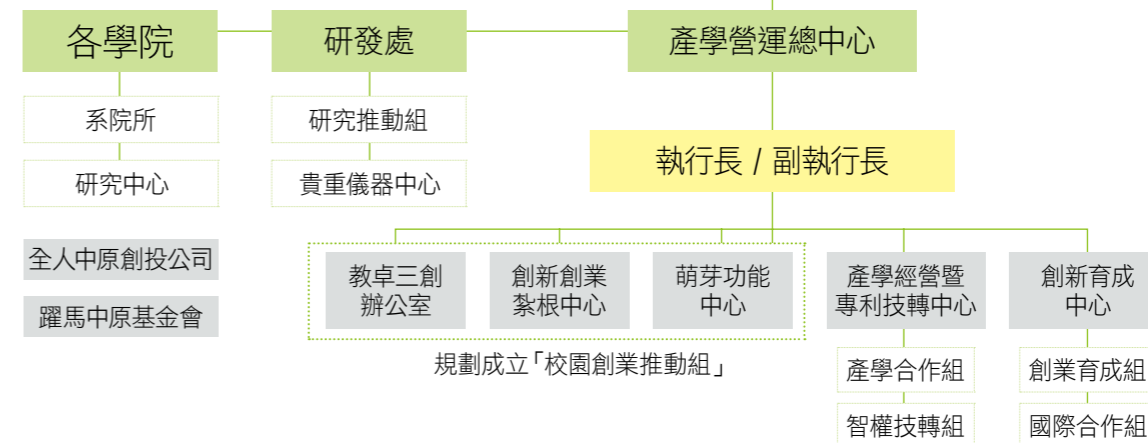 各學院
研發處
產學營運總中心
系院所
研究推動組
研究中心
貴重儀器中心
執行長 / 副執行長
全人中原創投公司
躍馬中原基金會
教卓三創
辦公室
創新創業
紮根中心
萌芽功能
中心
產學經營暨
專利技轉中心
創新育成
中心
規劃成立「校園創業推動組」
產學合作組
創業育成組
智權技轉組
國際合作組